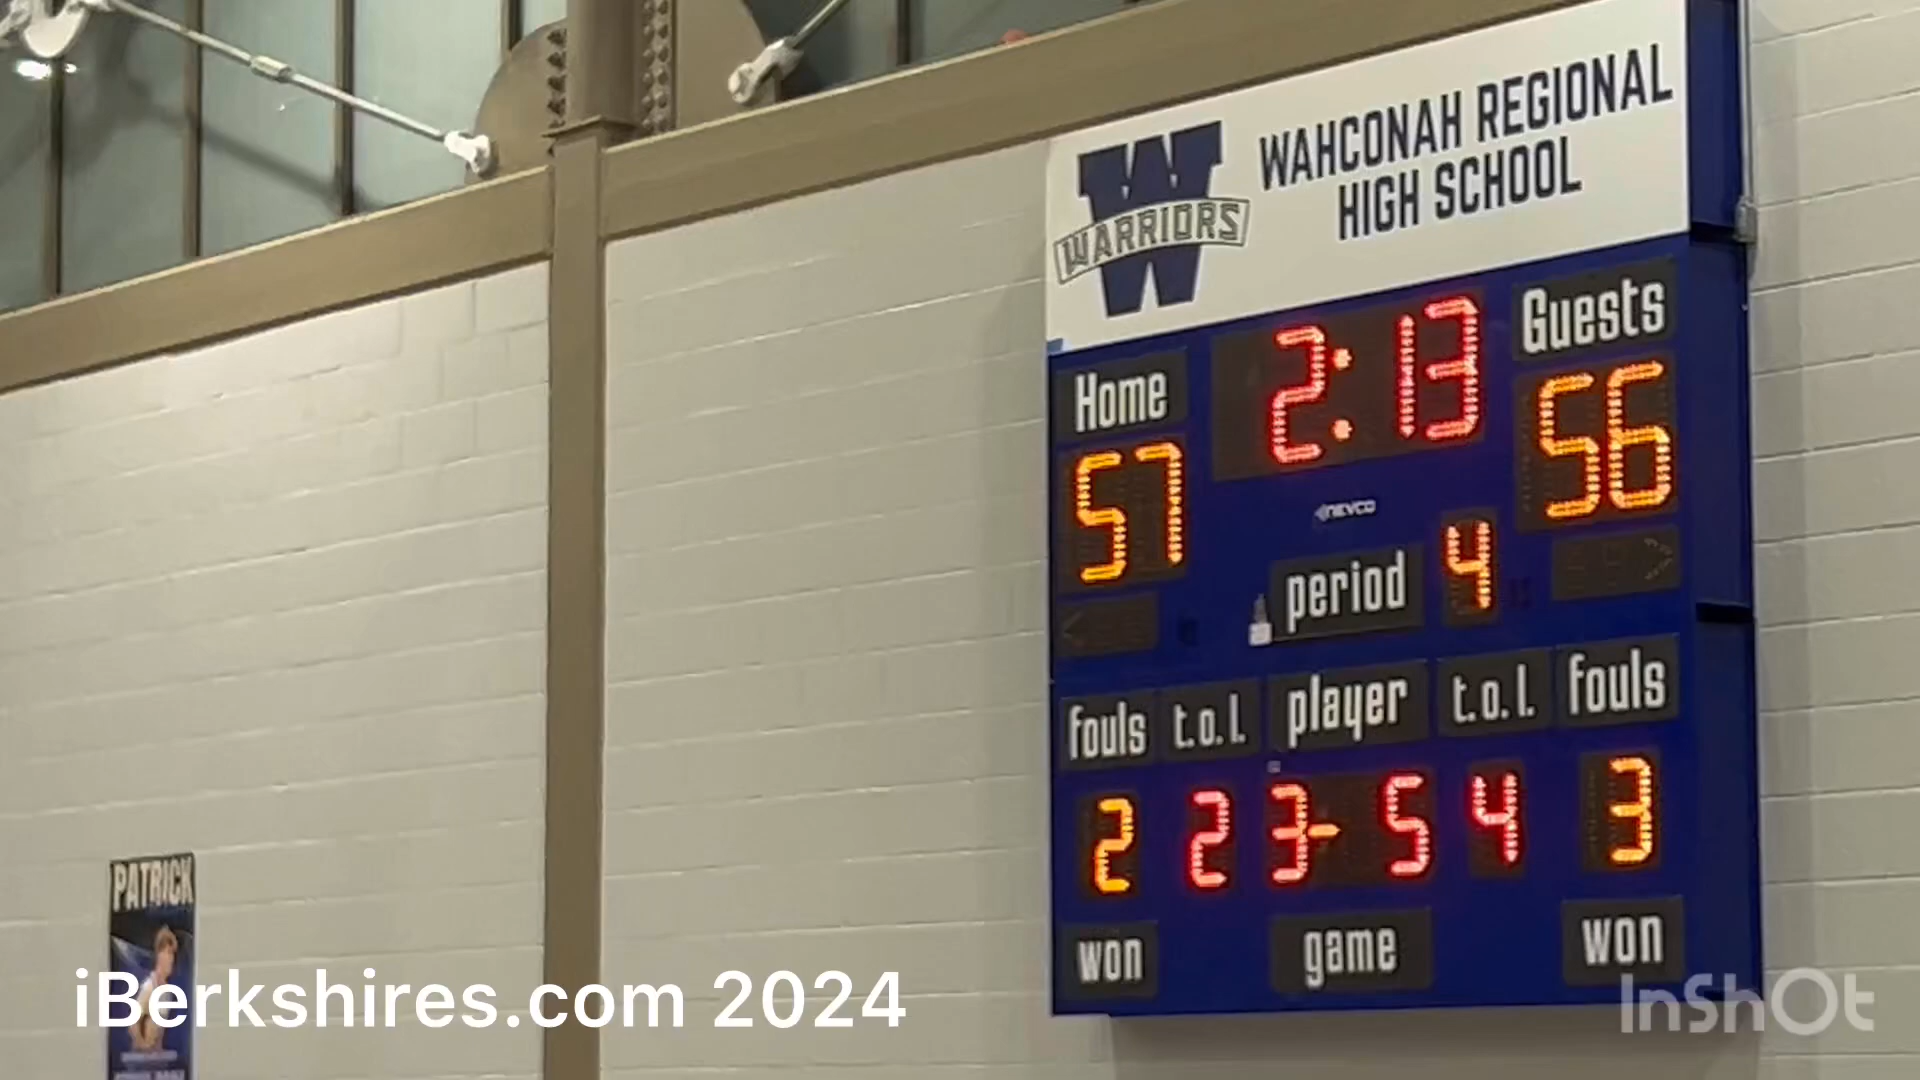 WAHCONAH REGIONAL
HIGH SCHOOL
W
WARRIORS
Home
2:13
Guests
57
56
NEVCO
period
4
fouls
t.o.l.
player
t.o.l.
fouls
2
2
3-
5
4
3
won
game
won
PATRICK
iBerkshires.com 2024
InShOt